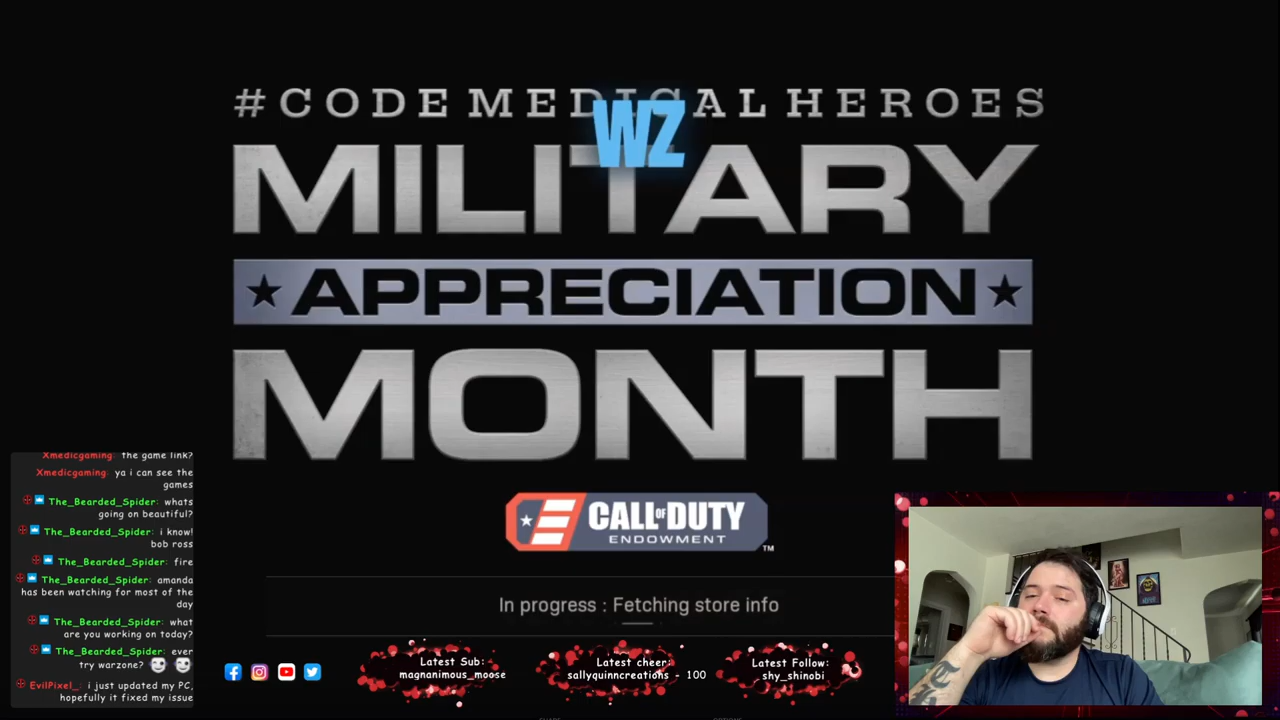 #CODE MEDICAL HEROES
WZ
MILITARY
APPRECIATION
MONTH
CALL OF DUTY
ENDOWMENT
TM
In progress : Fetching store info
Xmedicgaming: the game link?
Xmedicgaming: ya i can see the
games
The_Bearded_Spider: whats
going on beautiful?
The_Bearded_Spider: i know!
bob ross
The_Bearded_Spider: fire
The_Bearded_Spider: amanda
has been watching for most of the
day
The_Bearded_Spider: what
are you working on today?
The_Bearded_Spider: ever
try warzone?
EvilPixel_: i just updated my PC,
hopefully it fixed my issue
Latest Sub:
magnanimous_moose
Latest cheer:
sallyquinncreations - 100
Latest Follow:
shy_shinobi